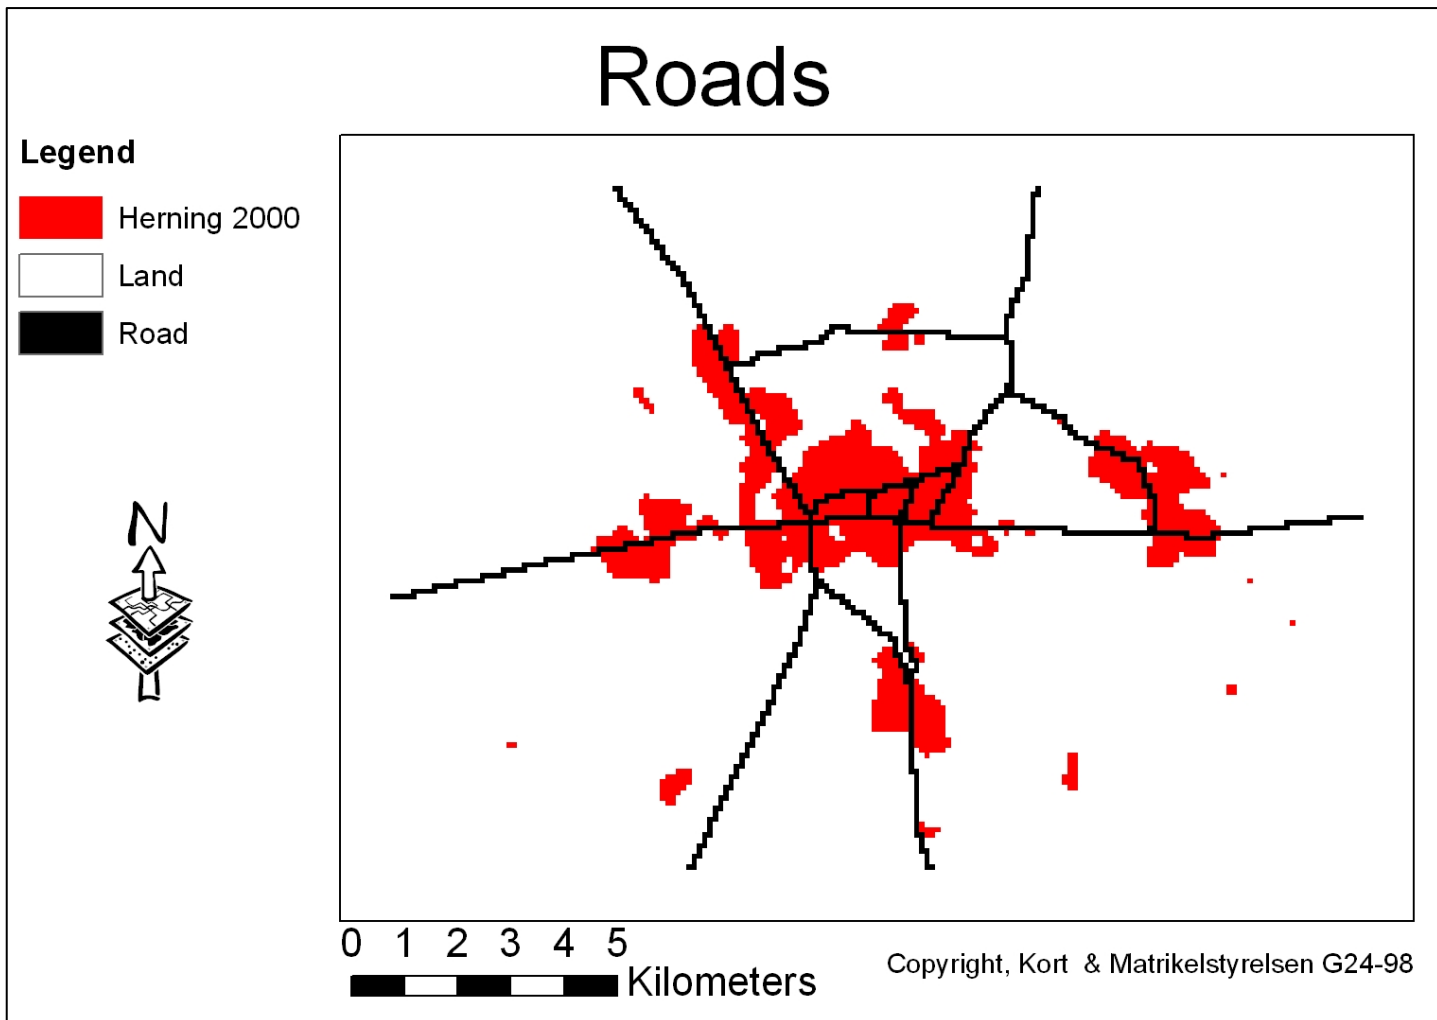 Roads
Legend
Herning 2000
Land
Road
N
0 1 2 3 4 5
Kilometers
Copyright, Kort & Matrikelstyrelsen G24-98